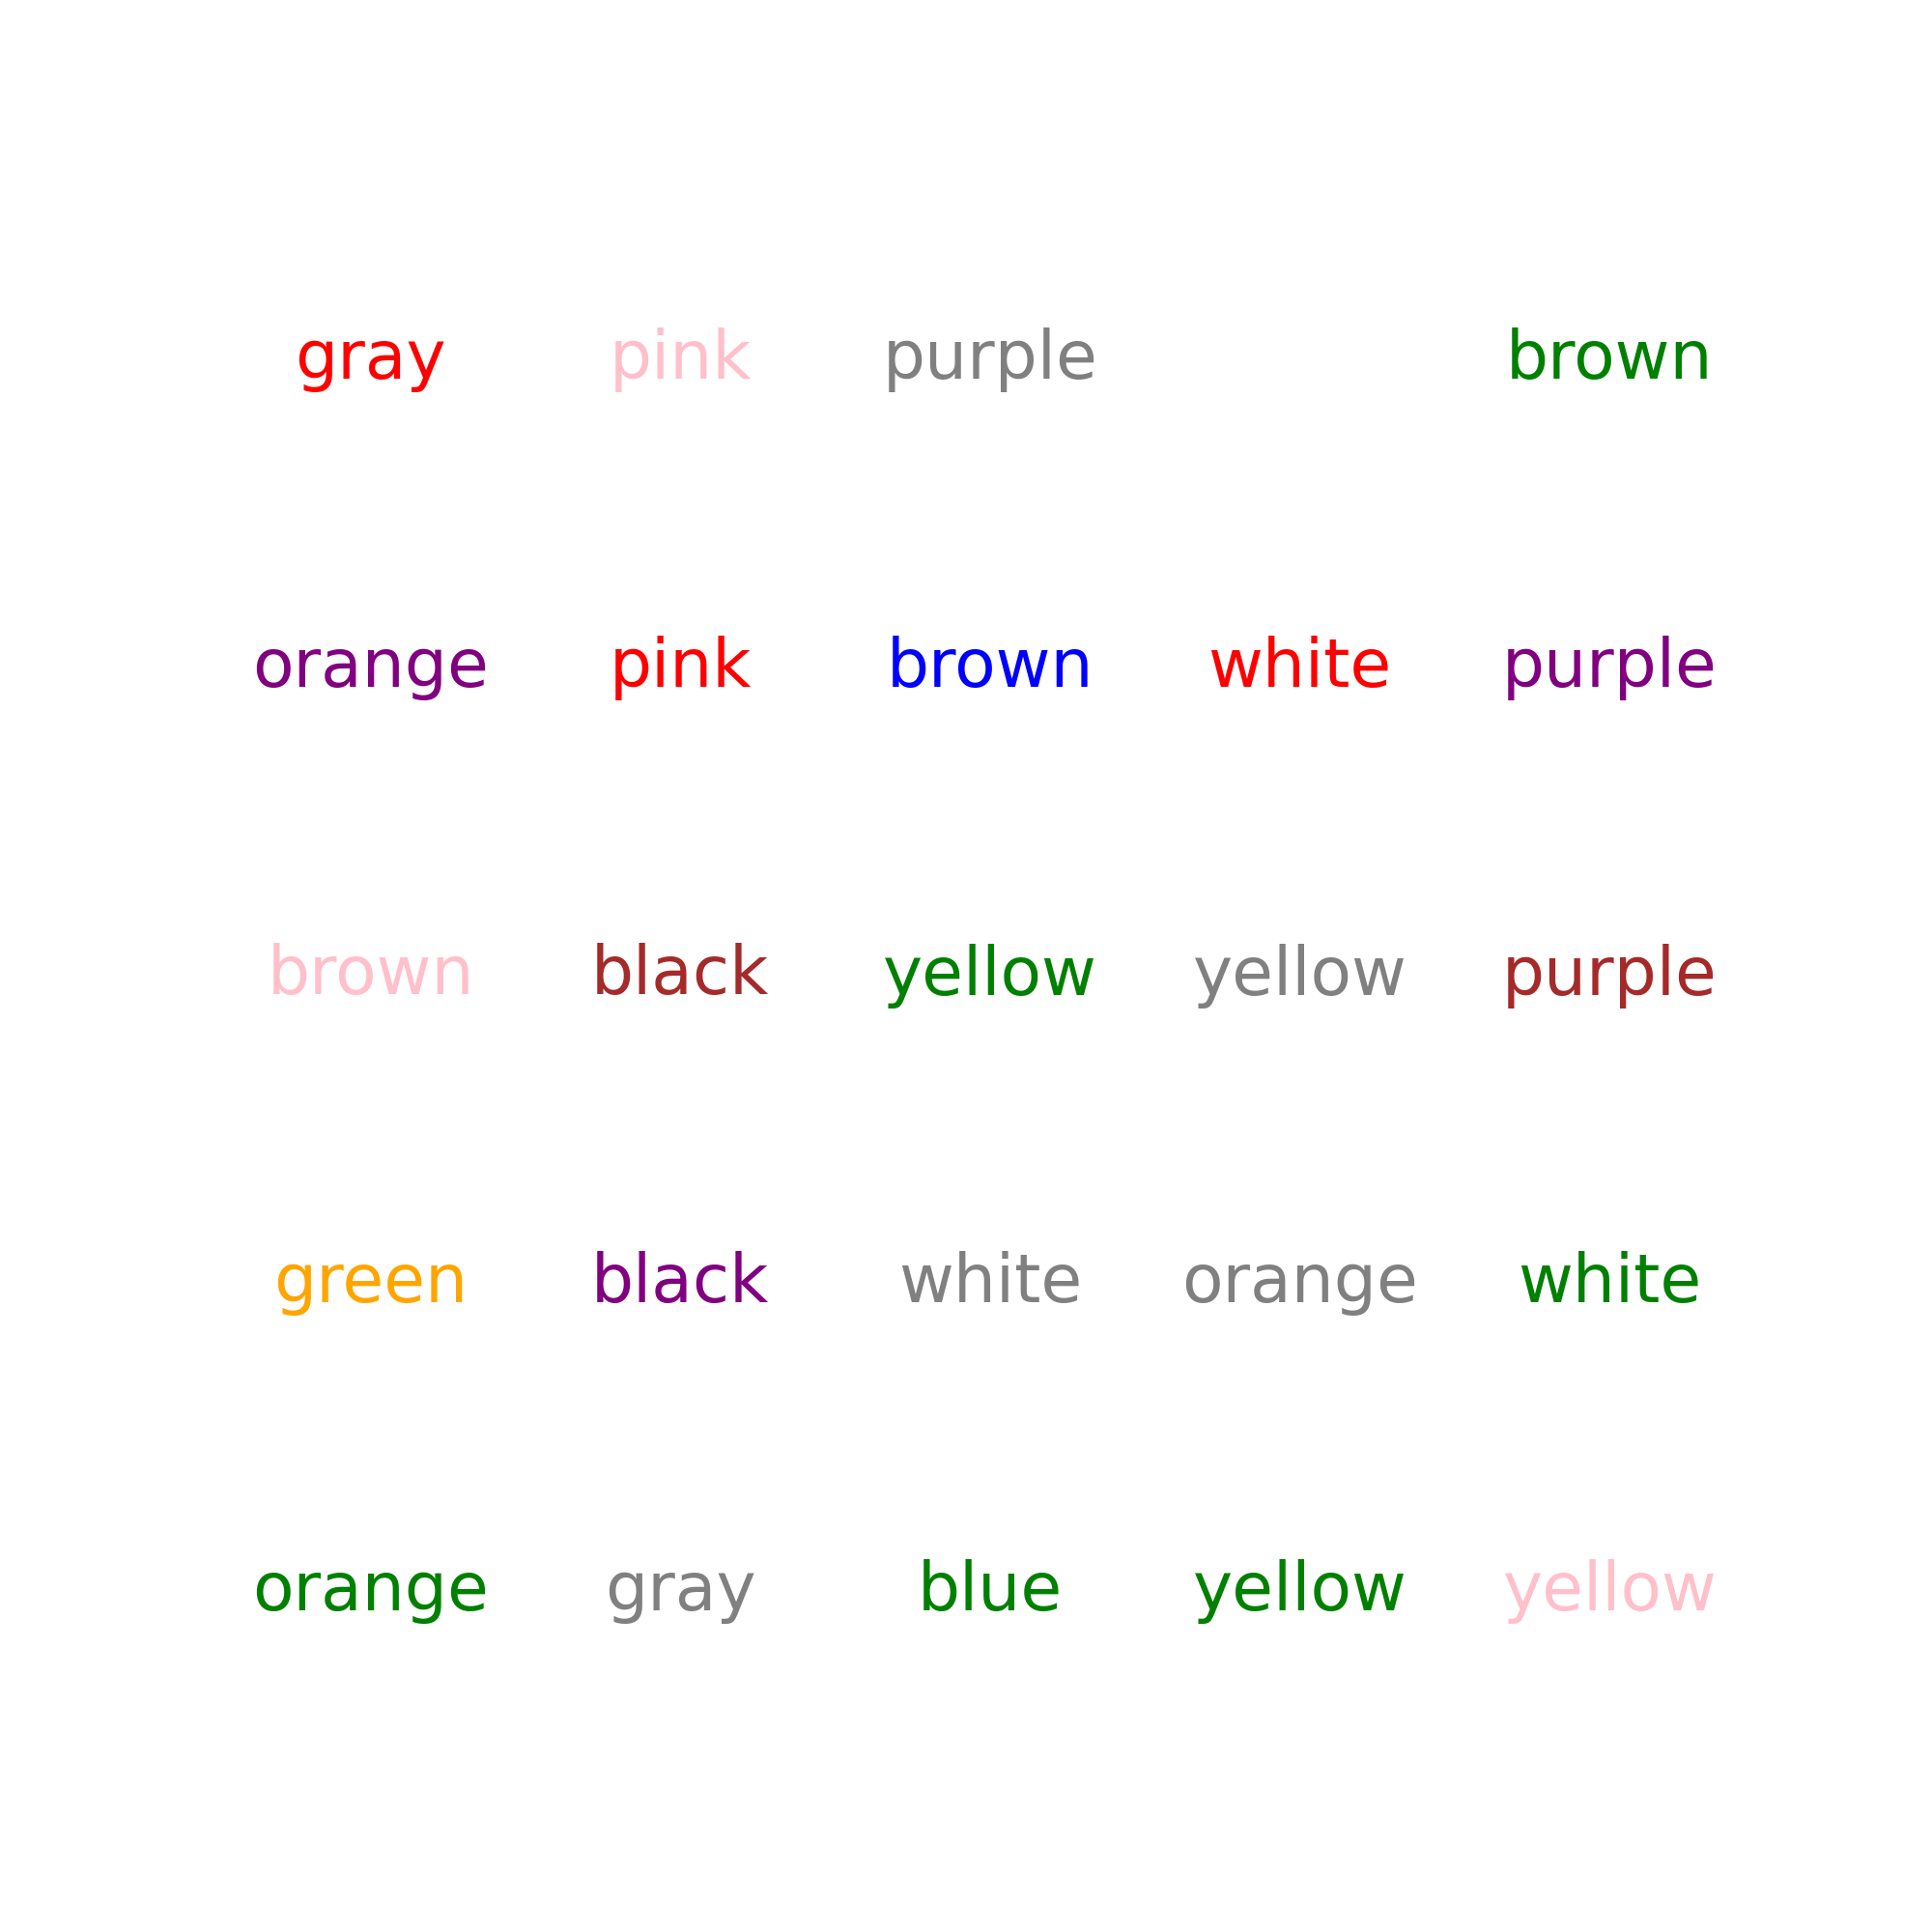 gray pink purple brown
orange pink brown white purple
brown black yellow yellow purple
green black white orange white
orange gray blue yellow yellow